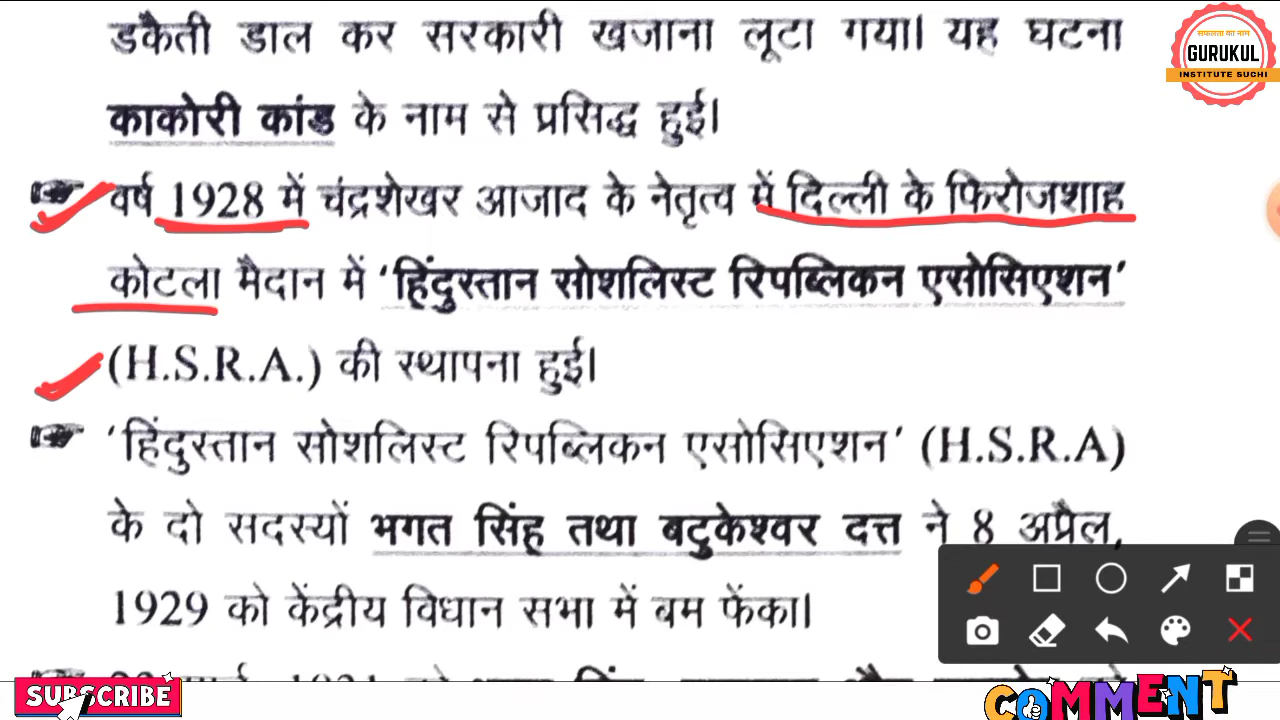 डकैती डाल कर सरकारी खजाना लूटा गया। यह घटना
काकोरी कांड के नाम से प्रसिद्ध हुई।
वर्ष 1928 में चंद्रशेखर आजाद के नेतृत्व में दिल्ली के फिरोजशाह
कोटला मैदान में ‘हिंदुस्तान सोशलिस्ट रिपब्लिकन एसोसिएशन’
(H.S.R.A.) की स्थापना हुई।
‘हिंदुस्तान सोशलिस्ट रिपब्लिकन एसोसिएशन’ (H.S.R.A)
के दो सदस्यों भगत सिंह तथा बटुकेश्वर दत्त ने 8 अप्रैल,
1929 को केंद्रीय विधान सभा में बम फेंका।
सफलता का नाम
GURUKUL
INSTITUTE SUCHI
SUBSCRIBE
COMMENT